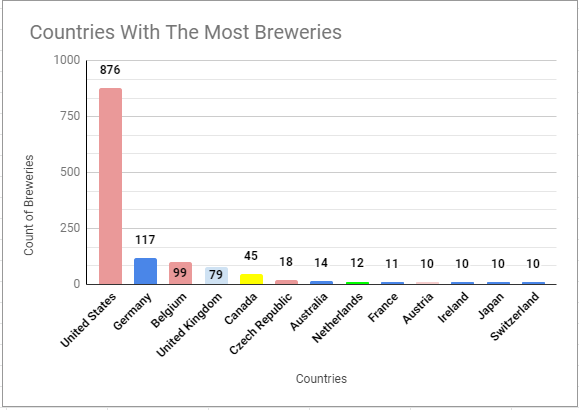 Countries With The Most Breweries
Count of Breweries
1000
750
500
250
0
876
117
99
79
45
18
14
12
11
10
10
10
10
United States
Germany
Belgium
United Kingdom
Canada
Czech Republic
Australia
Netherlands
France
Austria
Ireland
Japan
Switzerland
Countries